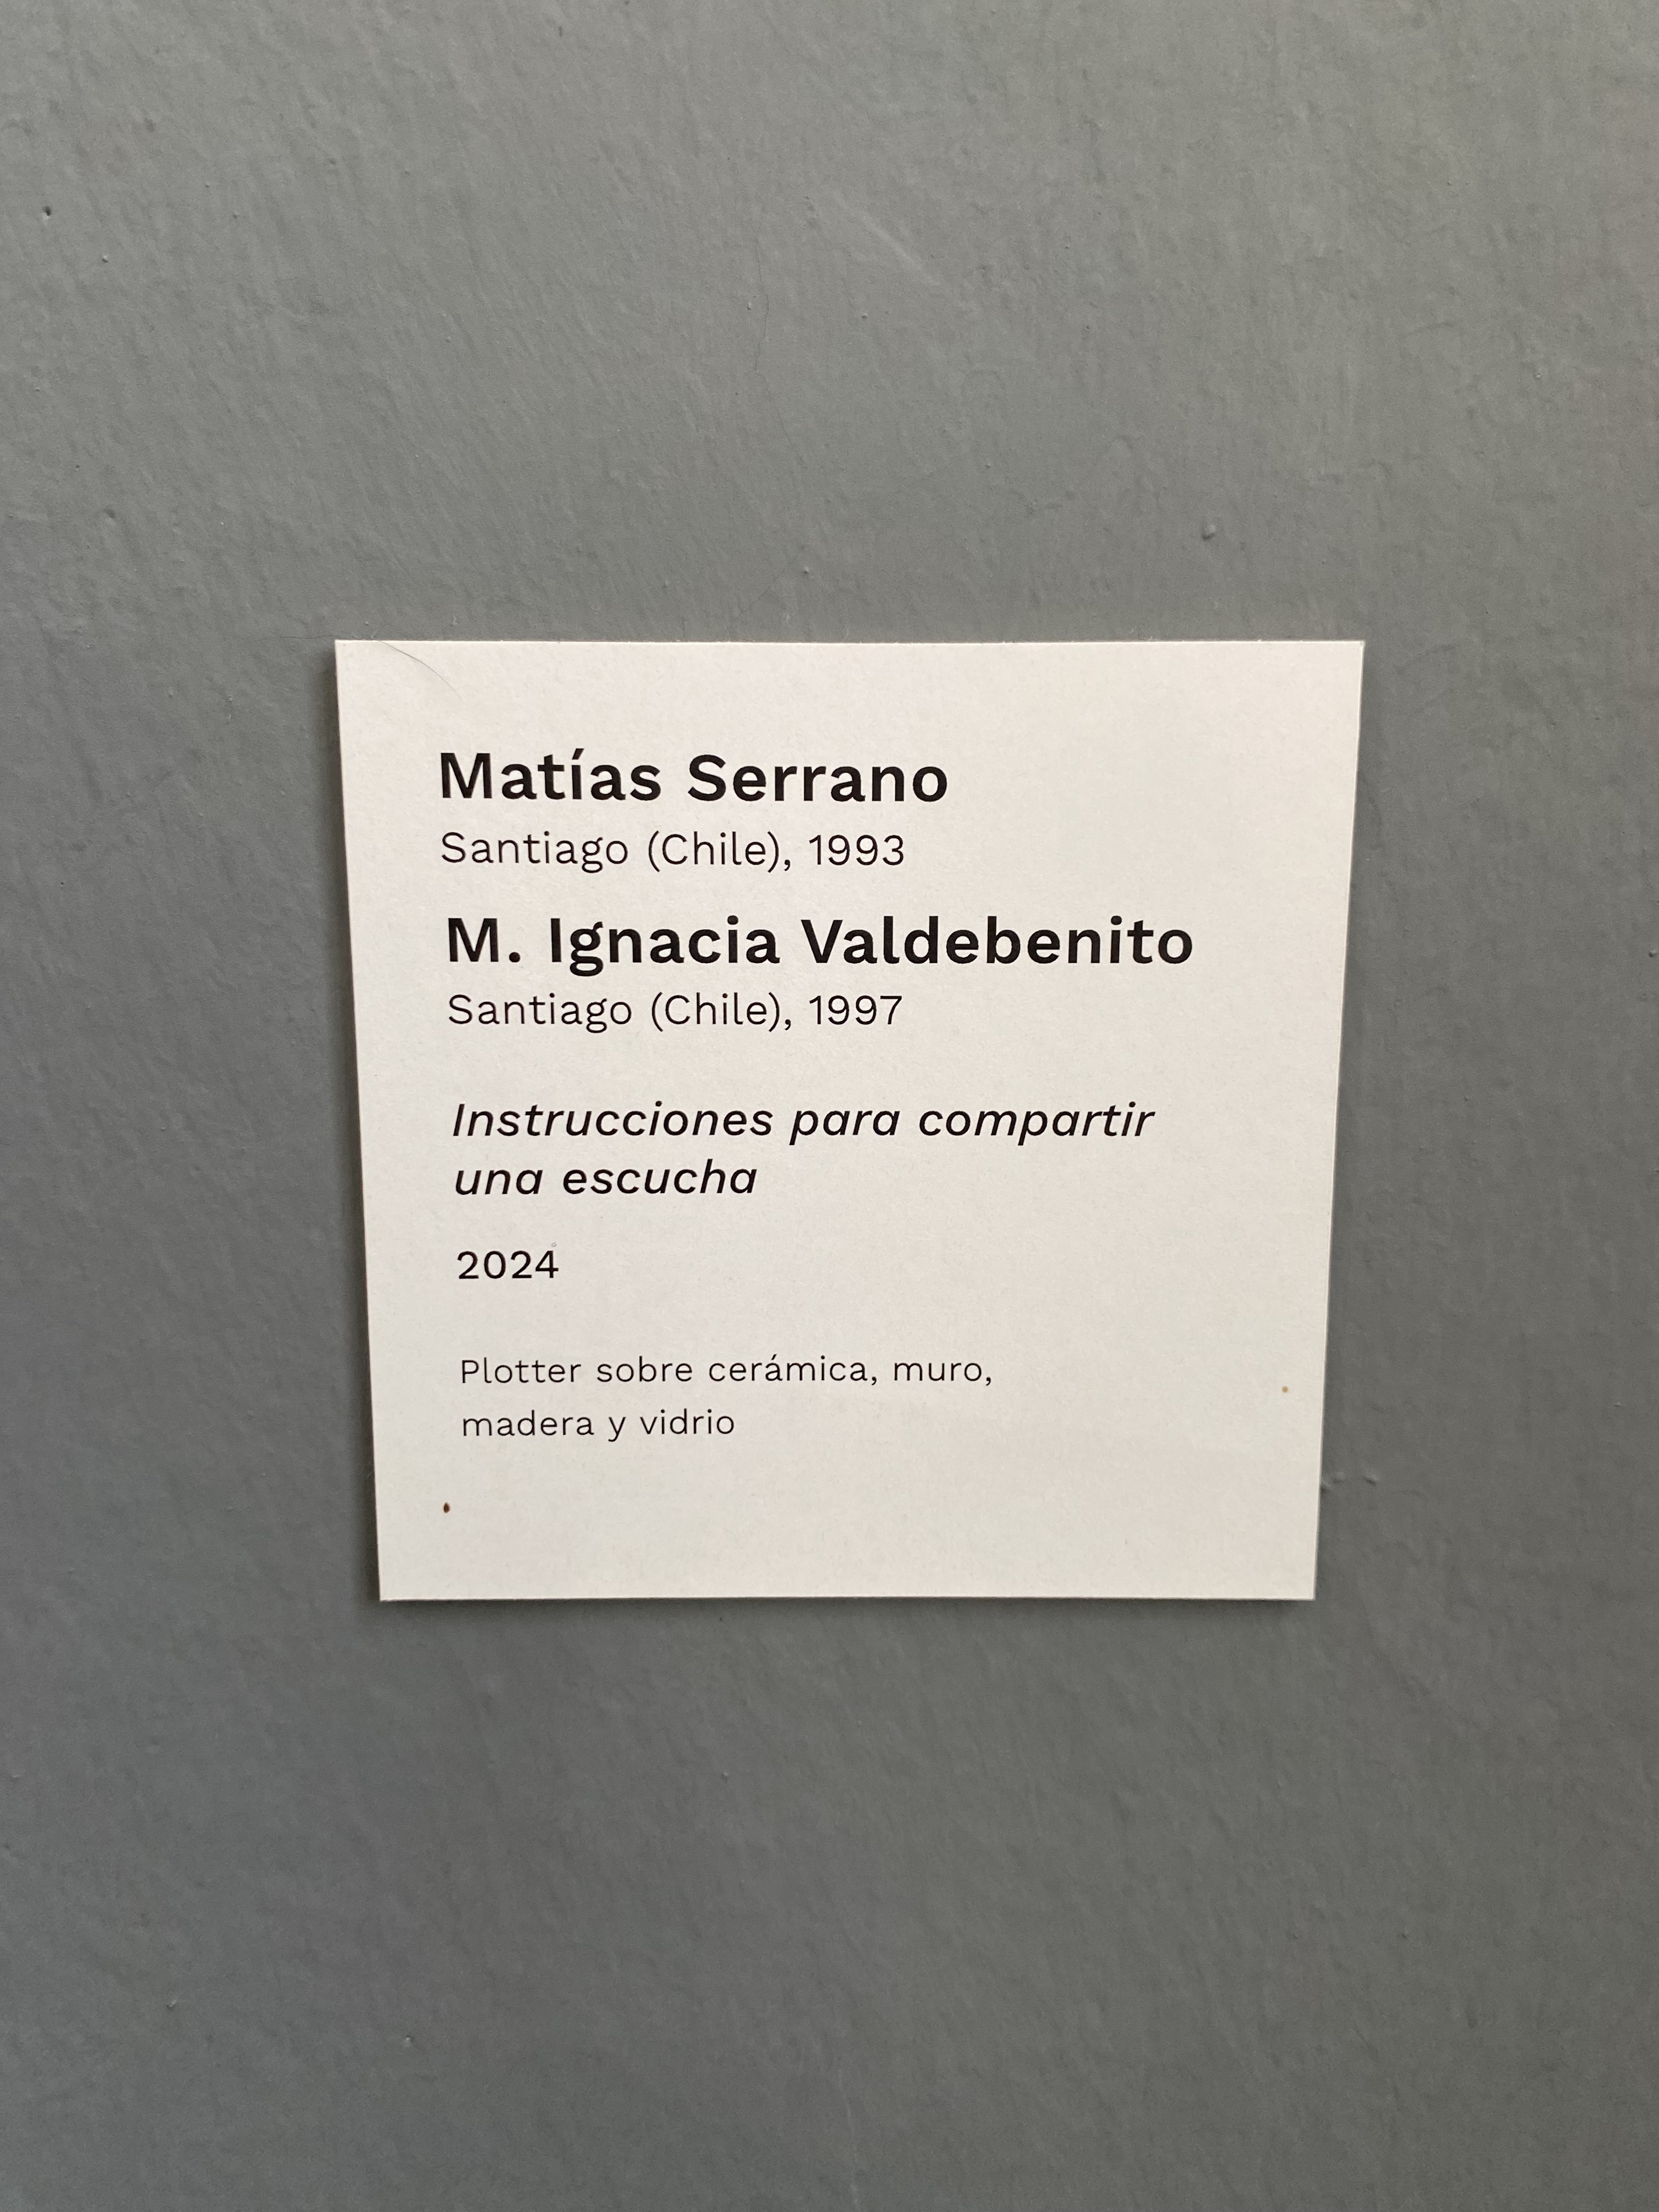 Matías Serrano
Santiago (Chile), 1993
M. Ignacia Valdebenito
Santiago (Chile), 1997
Instrucciones para compartir
una escucha
2024
Plotter sobre cerámica, muro,
madera y vidrio